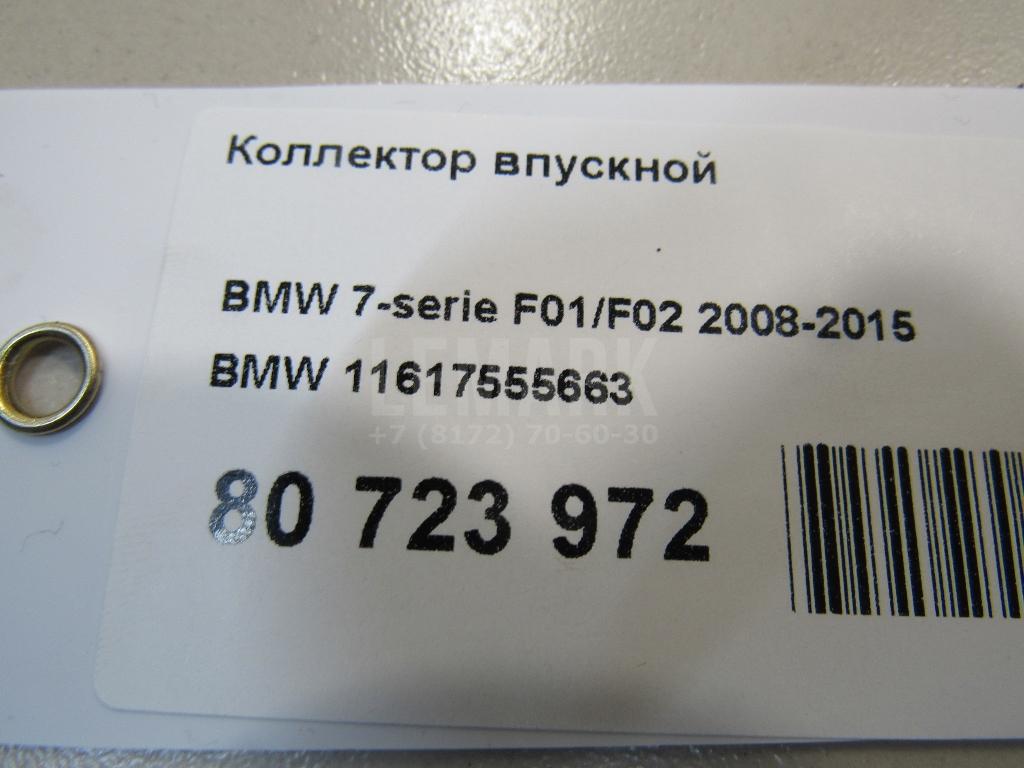 Коллектор впускной
BMW 7-serie F01/F02 2008-2015
BMW 11617555663
LEMARK
+7 (8172) 70-60-30
80 723 972